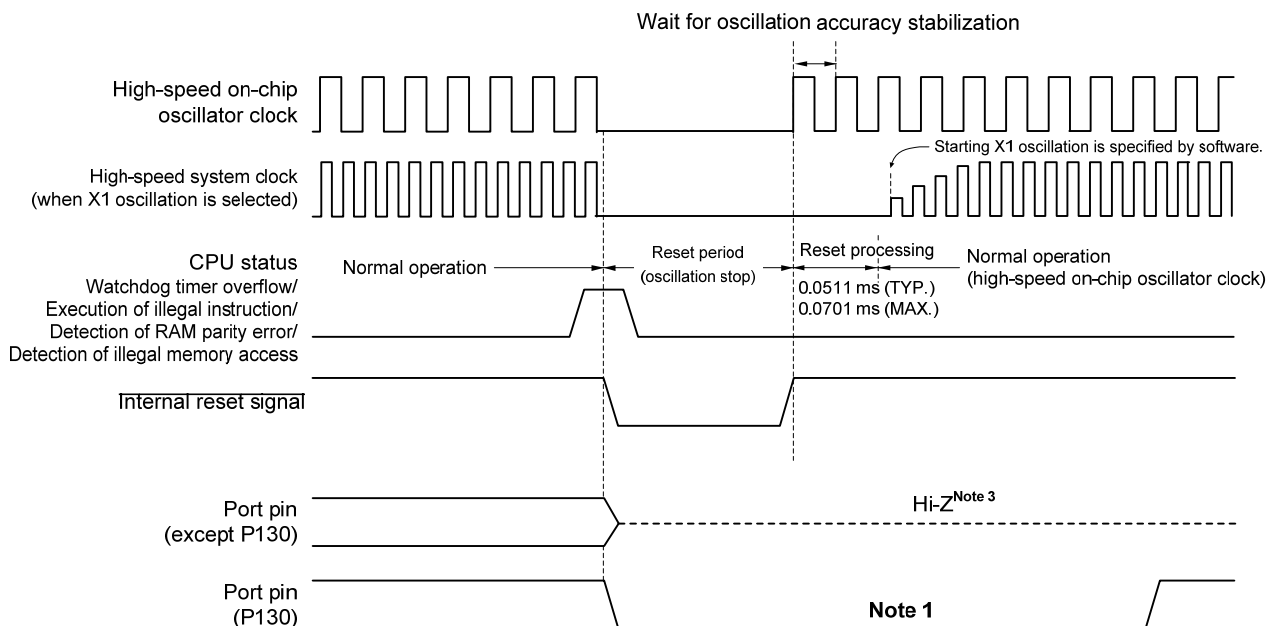 Wait for oscillation accuracy stabilization
High-speed on-chip
oscillator clock
Starting X1 oscillation is specified by software.
High-speed system clock
(when X1 oscillation is selected)
CPU status
Normal operation
Reset period
(oscillation stop)
Reset processing
0.0511 ms (TYP.)
0.0701 ms (MAX.)
Normal operation
(high-speed on-chip oscillator clock)
Watchdog timer overflow/
Execution of illegal instruction/
Detection of RAM parity error/
Detection of illegal memory access
Internal reset signal
Port pin
(except P130)
Hi-Z Note 3
Port pin
(P130)
Note 1